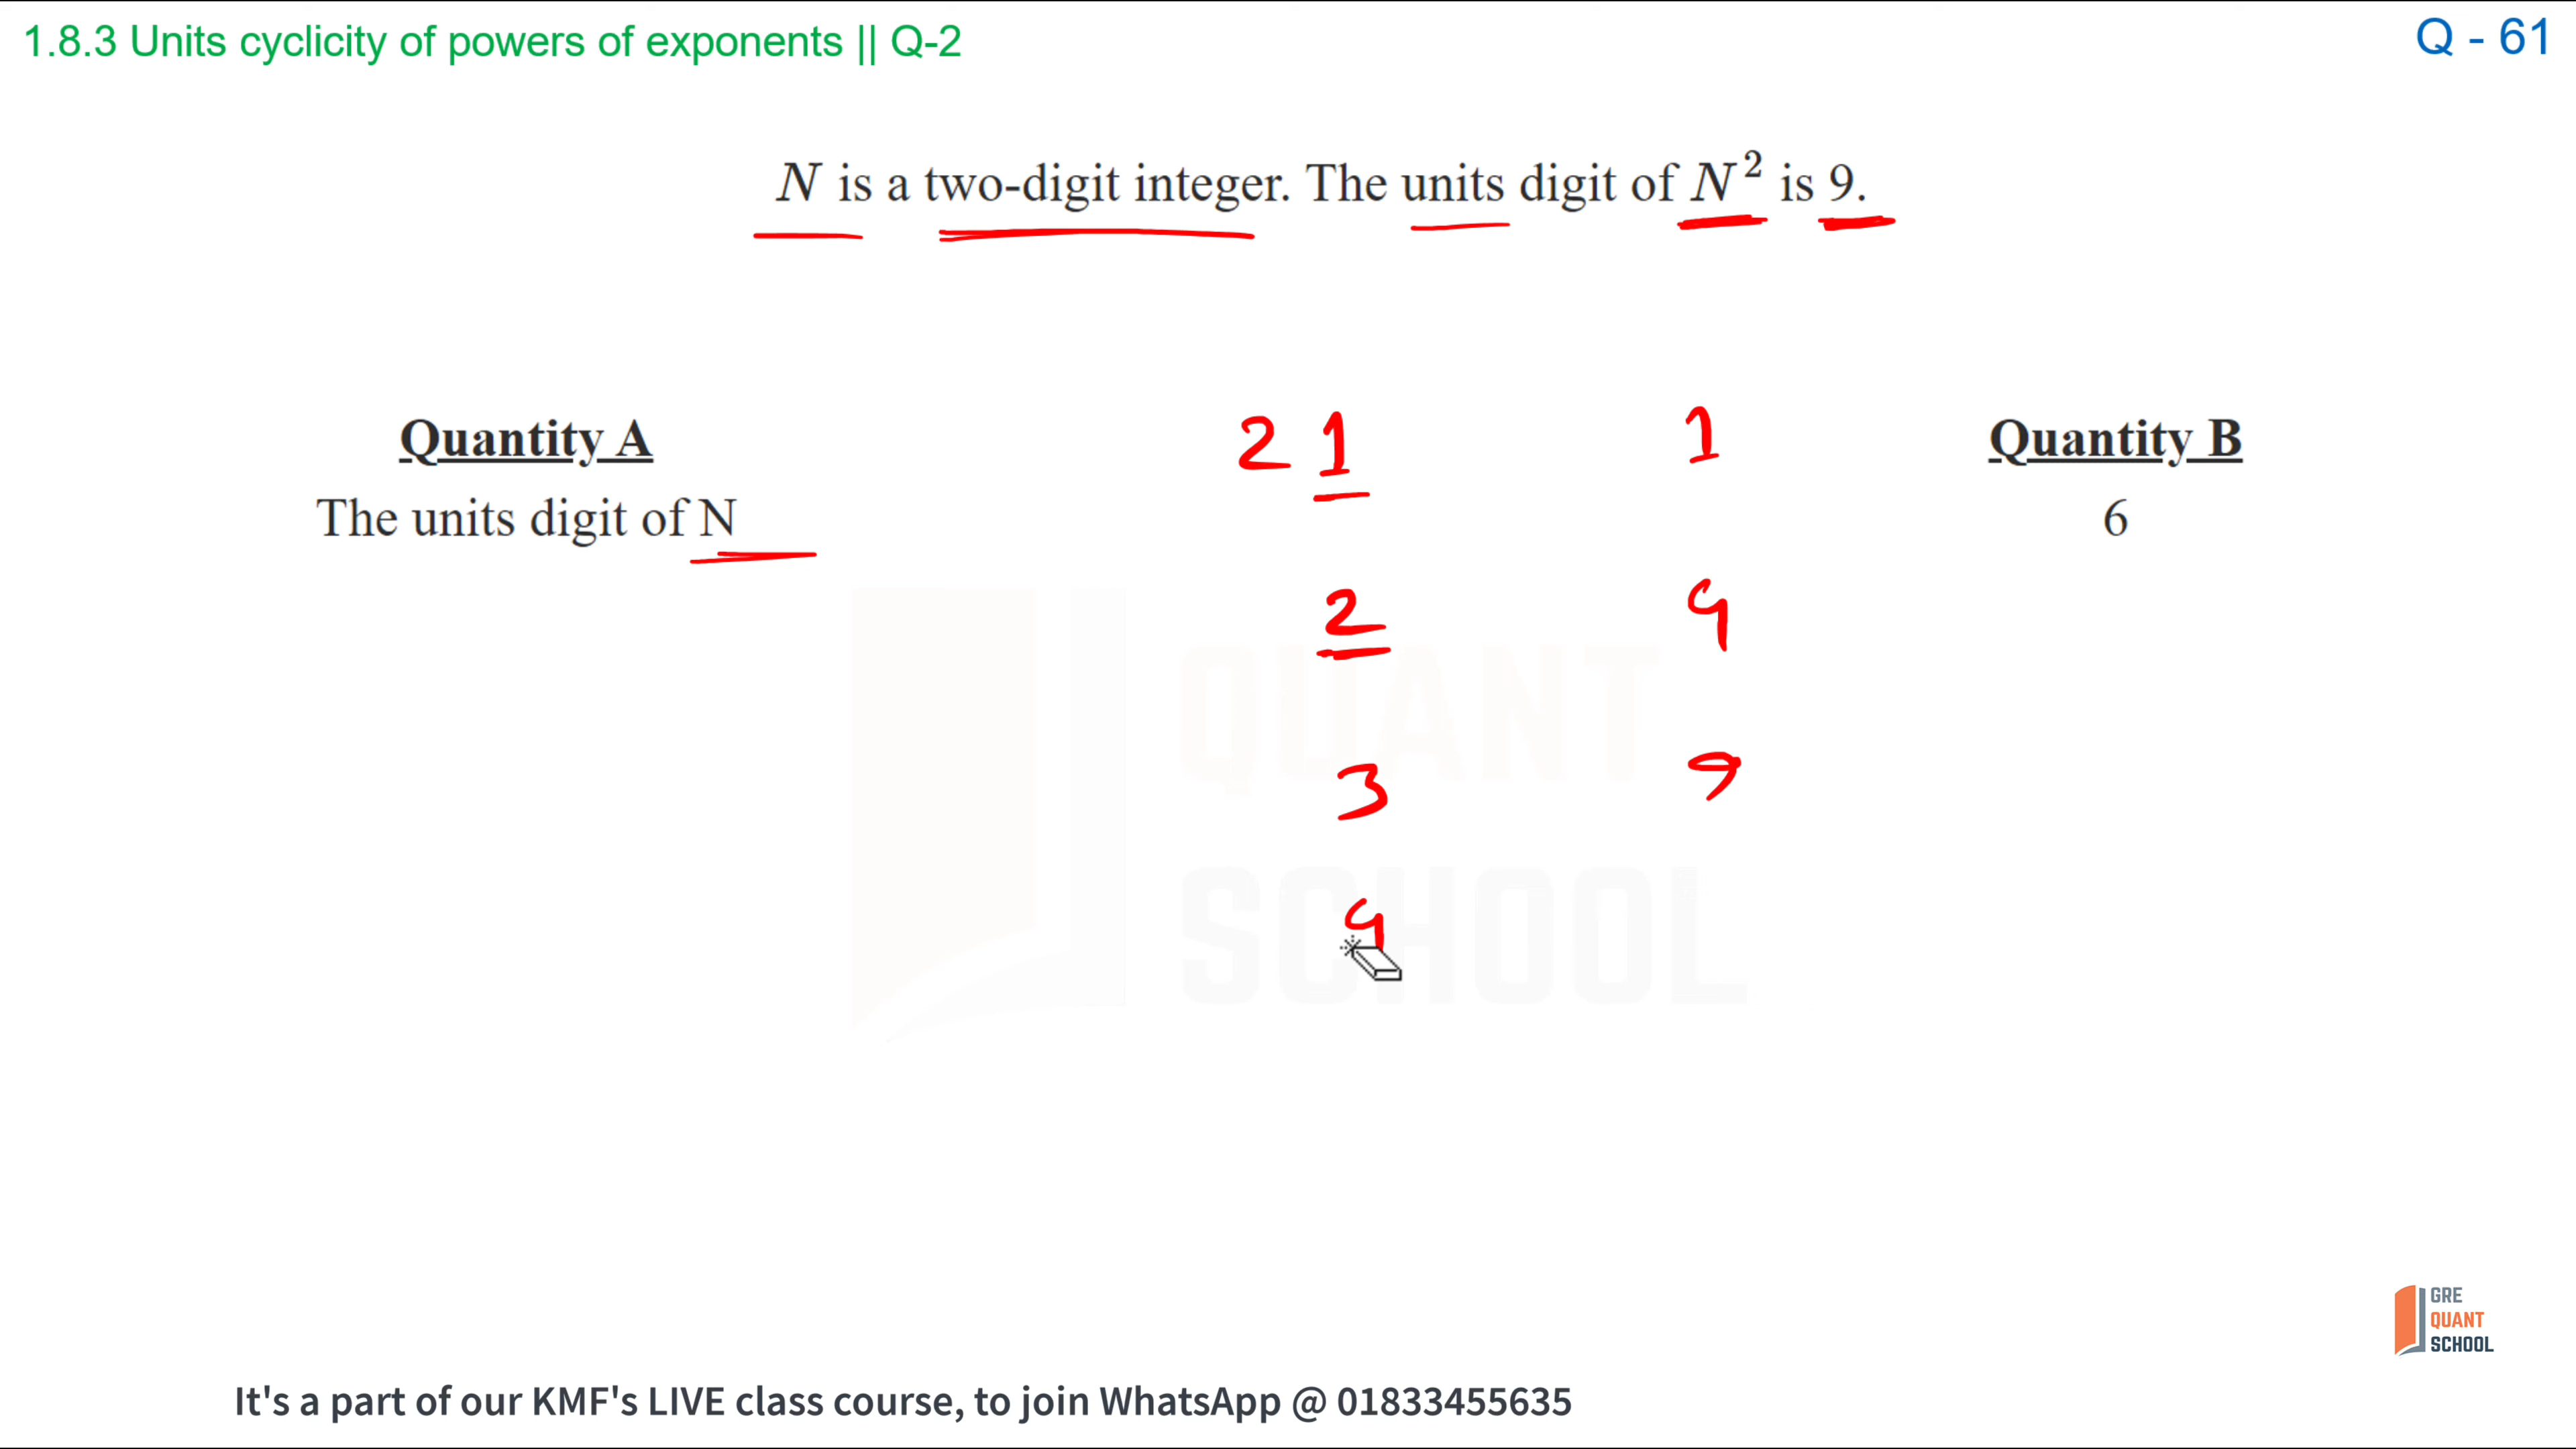 1.8.3 Units cyclicity of powers of exponents || Q-2
Q - 61
N is a two-digit integer. The units digit of N² is 9.
Quantity A
2 1
1
Quantity B
The units digit of N
6
2
4
QUANT
3
9
SCHOOL
4
GRE
QUANT
SCHOOL
It's a part of our KMF's LIVE class course, to join WhatsApp @ 01833455635